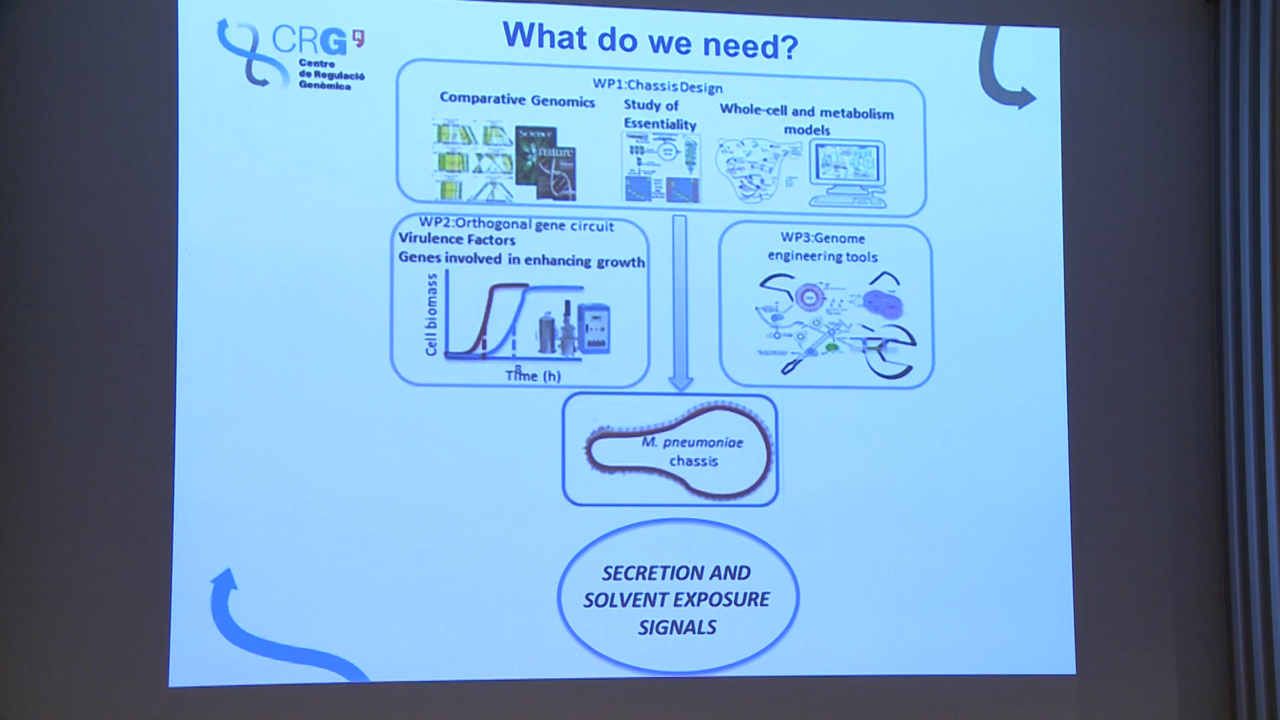 CRG
Centre
de Regulació
Genòmica
What do we need?
WP1:Chassis Design
Comparative Genomics
Study of
Essentiality
Whole-cell and metabolism
models
Science
nature
WP2:Orthogonal gene circuit
Virulence Factors
Genes involved in enhancing growth
Cell biomass
Time (h)
WP3:Genome
engineering tools
M. pneumoniae
chassis
SECRETION AND
SOLVENT EXPOSURE
SIGNALS